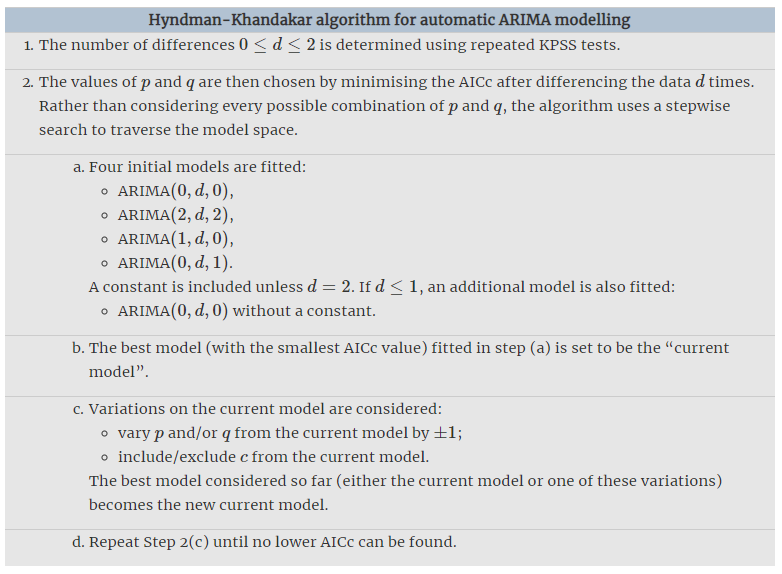 Hyndman-Khandakar algorithm for automatic ARIMA modelling
1. The number of differences 0 ≤ d ≤ 2 is determined using repeated KPSS tests.
2. The values of p and q are then chosen by minimising the AICc after differencing the data d times.
Rather than considering every possible combination of p and q, the algorithm uses a stepwise
search to traverse the model space.
a. Four initial models are fitted:
◦ ARIMA(0, d, 0),
◦ ARIMA(2, d, 2),
◦ ARIMA(1, d, 0),
◦ ARIMA(0, d, 1).
A constant is included unless d = 2. If d ≤ 1, an additional model is also fitted:
◦ ARIMA(0, d, 0) without a constant.
b. The best model (with the smallest AICc value) fitted in step (a) is set to be the “current
model”.
c. Variations on the current model are considered:
◦ vary p and/or q from the current model by ±1;
◦ include/exclude c from the current model.
The best model considered so far (either the current model or one of these variations)
becomes the new current model.
d. Repeat Step 2(c) until no lower AICc can be found.